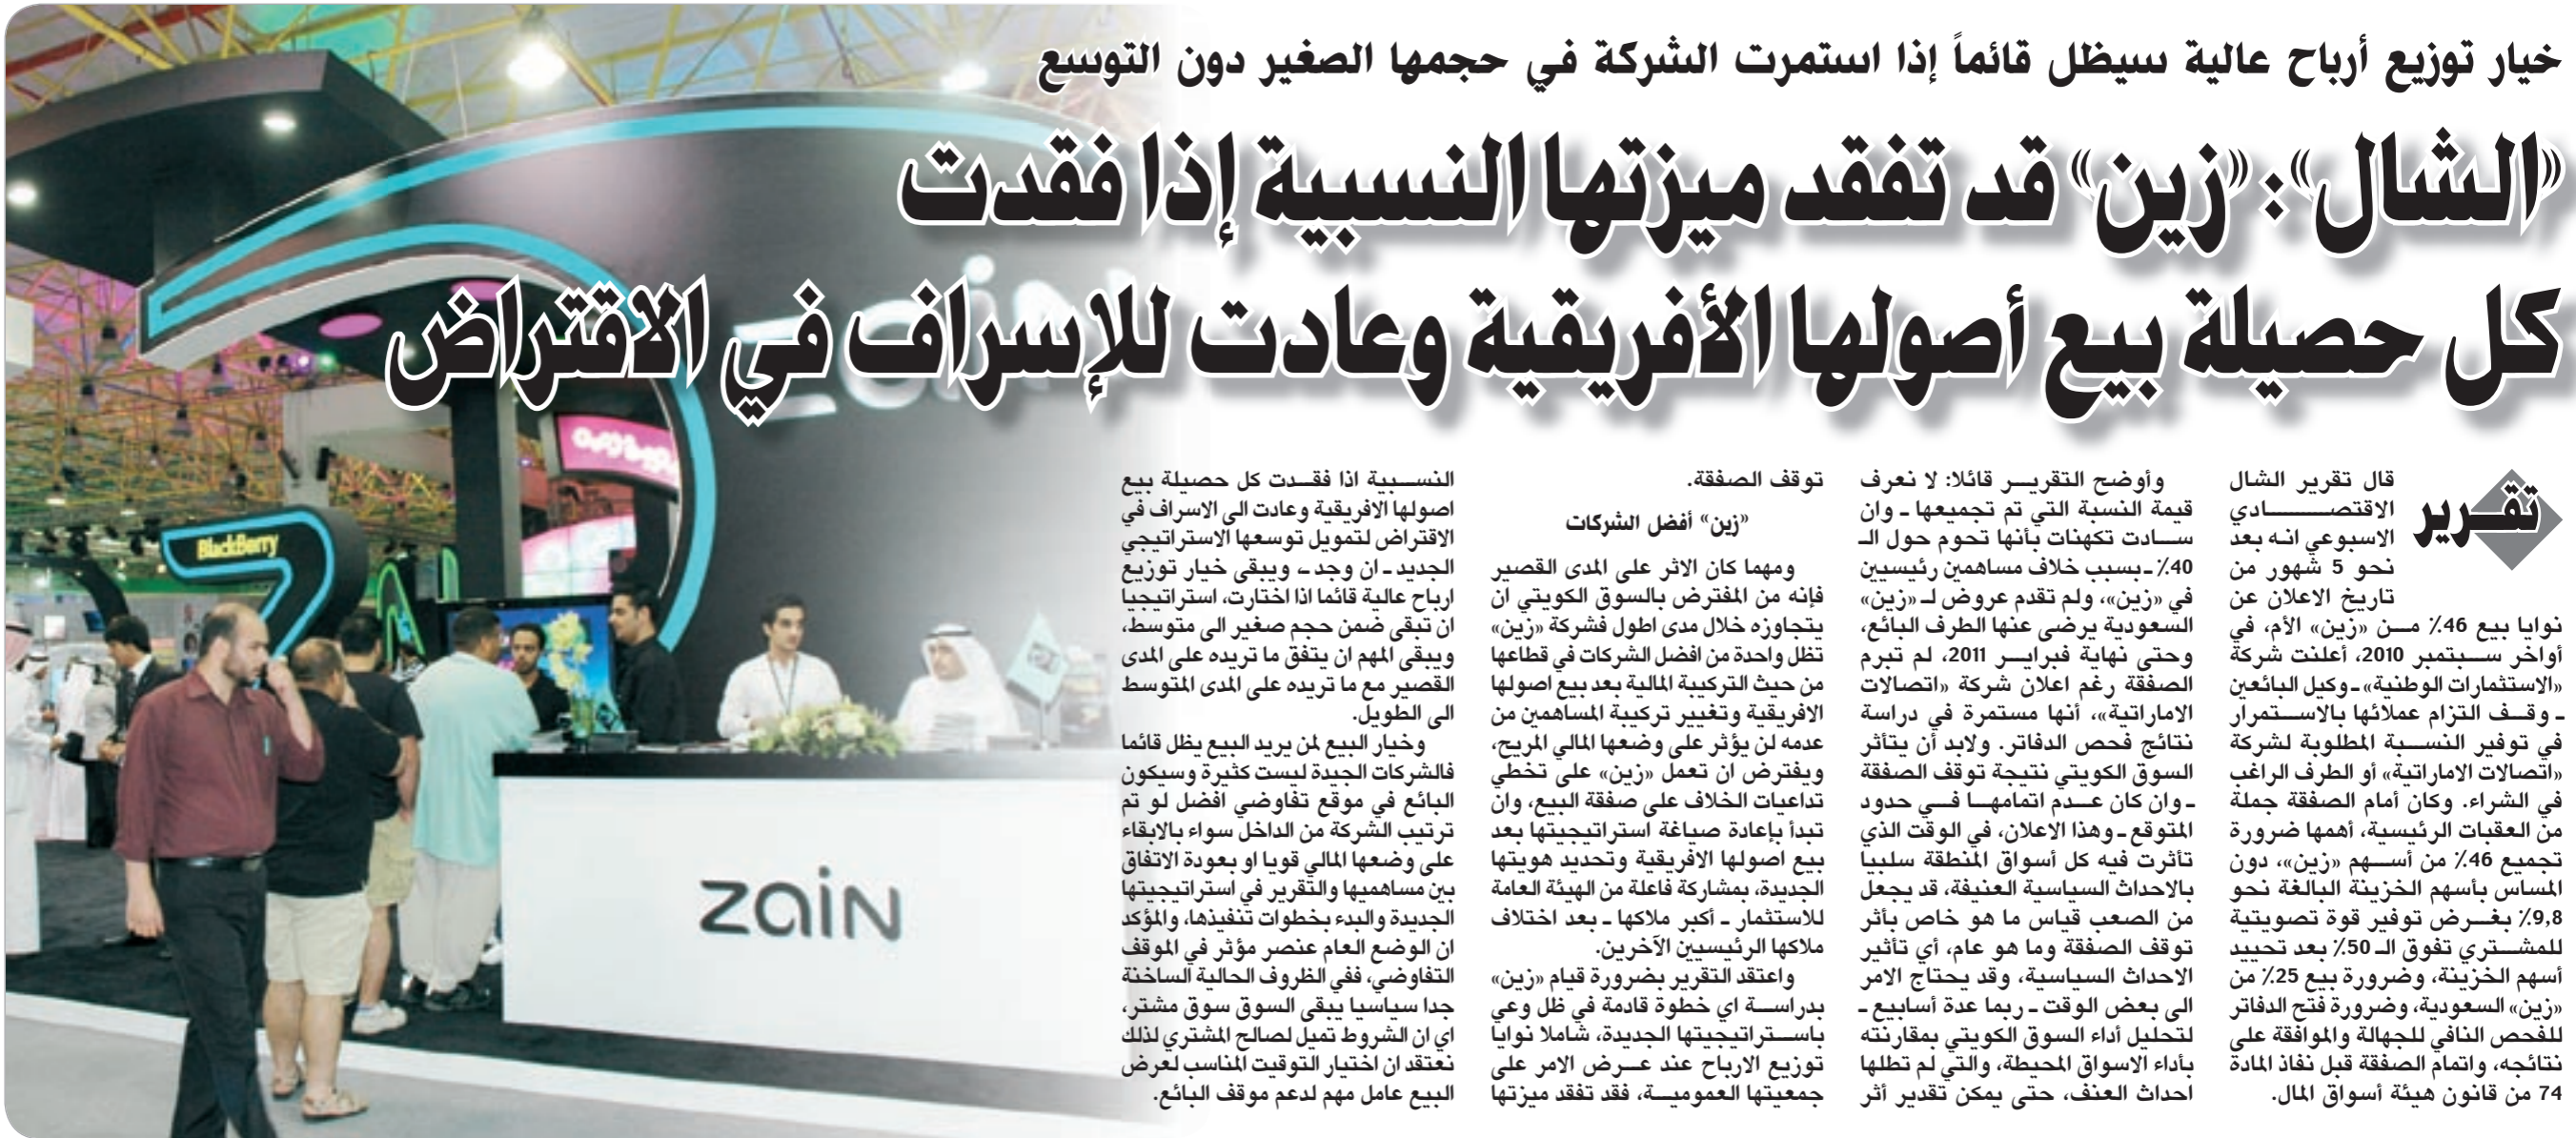 خيار توزيع أرباح عالية سيظل قائماً إذا استمرت الشركة في حجمها الصغير دون التوسع
«الشال»: «زين» قد تفقد ميزتها النسبية إذا فقدت
كل حصيلة بيع أصولها الأفريقية وعادت للإسراف في الاقتراض
تقـرير
قال تقرير الشال
الاقتصـــــــــادي
الاسبوعي انه بعد
نحو 5 شهور من
تاريخ الاعلان عن
نوايا بيع 46٪ مـــن «زين» الأم، في
أواخر ســـبتمبر 2010، أعلنت شركة
«الاستثمارات الوطنية» ـ وكيل البائعين
ـ وقـــف التزام عملائها بالاســـتمرار
في توفير النســـبة المطلوبة لشركة
«اتصالات الاماراتية» أو الطرف الراغب
في الشراء. وكان أمام الصفقة جملة
من العقبات الرئيسية، أهمها ضرورة
تجميع 46٪ من أســـهم «زين»، دون
المساس بأسهم الخزينة البالغة نحو
9,8٪ بغـــرض توفير قوة تصويتية
للمشـــتري تفوق الـ 50٪ بعد تحييد
أسهم الخزينة، وضرورة بيع 25٪ من
«زين» السعودية، وضرورة فتح الدفاتر
للفحص النافي للجهالة والموافقة على
نتائجه، واتمام الصفقة قبل نفاذ المادة
74 من قانون هيئة أسواق المال.
وأوضح التقريـــر قائلا: لا نعرف
قيمة النسبة التي تم تجميعها ـ وان
ســـادت تكهنات بأنها تحوم حول الـ
40٪ ـ بسبب خلاف مساهمين رئيسيين
في «زين»، ولم تقدم عروض لـ «زين»
السعودية يرضى عنها الطرف البائع،
وحتى نهاية فبرايـــر 2011، لم تبرم
الصفقة رغم اعلان شركة «اتصالات
الاماراتية»، أنها مستمرة في دراسة
نتائج فحص الدفاتر. ولابد أن يتأثر
السوق الكويتي نتيجة توقف الصفقة
ـ وان كان عـــدم اتمامهـــا فـــي حدود
المتوقع ـ وهذا الاعلان، في الوقت الذي
تأثرت فيه كل أسواق المنطقة سلبيا
بالاحداث السياسية العنيفة، قد يجعل
من الصعب قياس ما هو خاص بأثر
توقف الصفقة وما هو عام، أي تأثير
الاحداث السياسية، وقد يحتاج الامر
الى بعض الوقت ـ ربما عدة أسابيع ـ
لتحليل أداء السوق الكويتي بمقارنته
بأداء الاسواق المحيطة، والتي لم تطلها
احداث العنف، حتى يمكن تقدير أثر
توقف الصفقة.
«زين» أفضل الشركات
ومهما كان الاثر على المدى القصير
فإنه من المفترض بالسوق الكويتي ان
يتجاوزه خلال مدى اطول فشركة «زين»
تظل واحدة من افضل الشركات في قطاعها
من حيث التركيبة المالية بعد بيع اصولها
الافريقية وتغيير تركيبة المساهمين من
عدمه لن يؤثر على وضعها المالي المريح،
ويفترض ان تعمل «زين» على تخطي
تداعيات الخلاف على صفقة البيع، وان
تبدأ بإعادة صياغة استراتيجيتها بعد
بيع اصولها الافريقية وتحديد هويتها
الجديدة، بمشاركة فاعلة من الهيئة العامة
للاستثمار ـ أكبر ملاكها ـ بعد اختلاف
ملاكها الرئيسيين الآخرين.
واعتقد التقرير بضرورة قيام «زين»
بدراســـة اي خطوة قادمة في ظل وعي
باســـتراتيجيتها الجديدة، شاملا نوايا
توزيع الارباح عند عـــرض الامر على
جمعيتها العموميـــة، فقد تفقد ميزتها
النســـبية اذا فقـــدت كل حصيلة بيع
اصولها الافريقية وعادت الى الاسراف في
الاقتراض لتمويل توسعها الاستراتيجي
الجديد ـ ان وجد ـ، ويبقى خيار توزيع
ارباح عالية قائما اذا اختارت، استراتيجيا
ان تبقى ضمن حجم صغير الى متوسط،
ويبقى المهم ان يتفق ما تريده على المدى
القصير مع ما تريده على المدى المتوسط
الى الطويل.
وخيار البيع لمن يريد البيع يظل قائما
فالشركات الجيدة ليست كثيرة وسيكون
البائع في موقع تفاوضي افضل لو تم
ترتيب الشركة من الداخل سواء بالإبقاء
على وضعها المالي قويا او بعودة الاتفاق
بين مساهميها والتقرير في استراتيجيتها
الجديدة والبدء بخطوات تنفيذها، والمؤكد
ان الوضع العام عنصر مؤثر في الموقف
التفاوضي، ففي الظروف الحالية الساخنة
جدا سياسيا يبقى السوق سوق مشتر،
اي ان الشروط تميل لصالح المشتري لذلك
نعتقد ان اختيار التوقيت المناسب لعرض
البيع عامل مهم لدعم موقف البائع.
zain
BlackBerry
zain